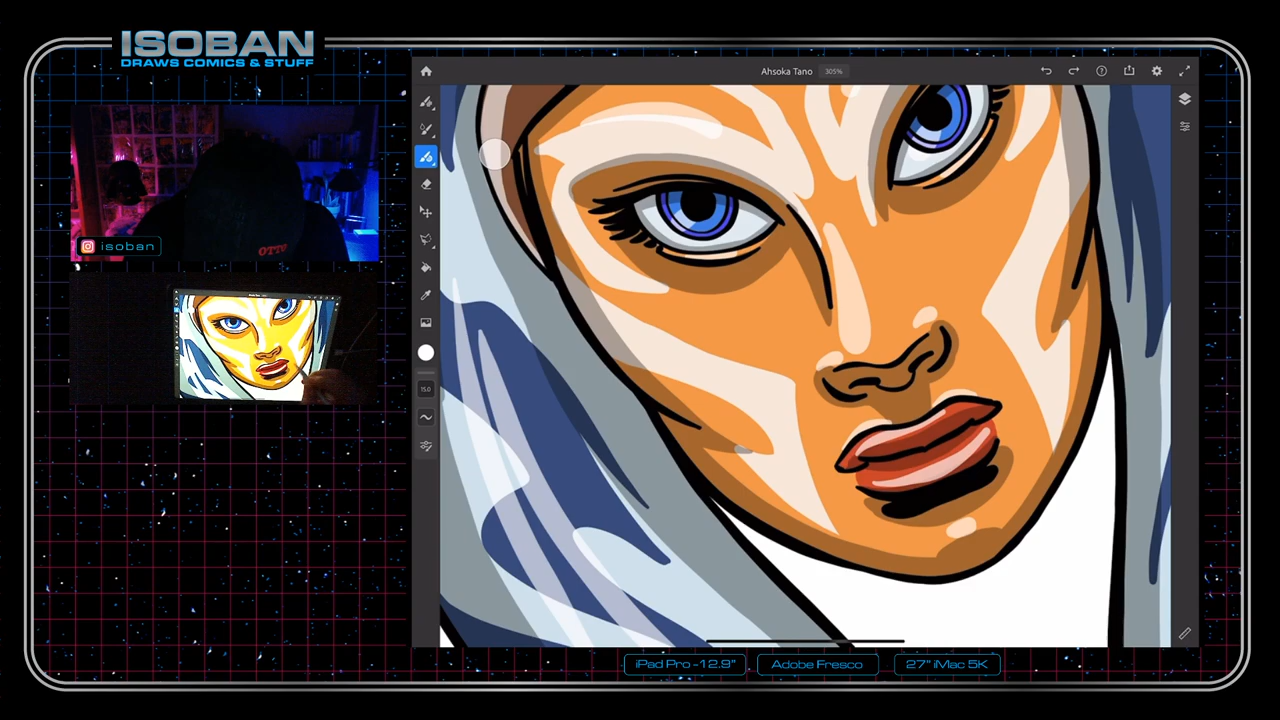 ISOBAN
DRAWS COMICS & STUFF
Ahsoka Tano 305%
isoban
OTTO
15.0
iPad Pro -12.9"
Adobe Fresco
27" iMac 5K